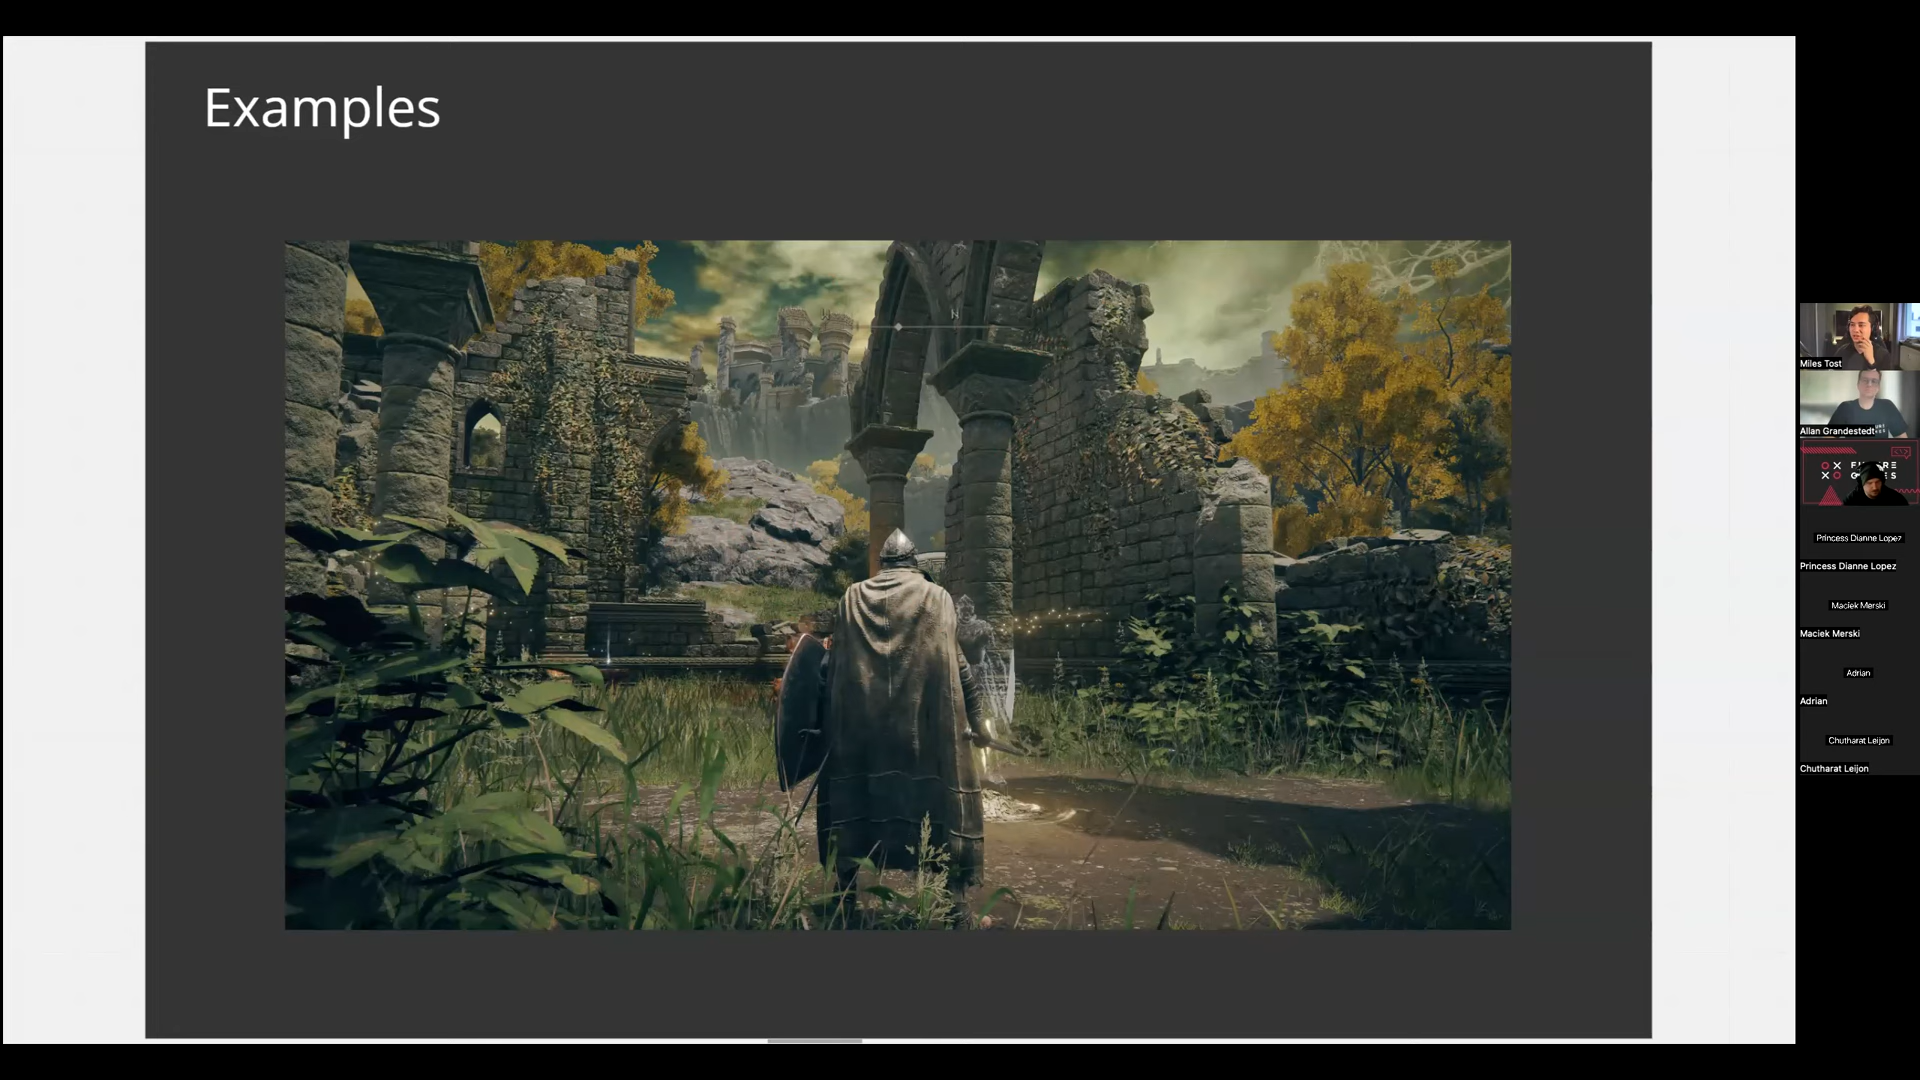 Examples
N
Miles Tost
Allan Grandestedt
Princess Dianne Lopez
Princess Dianne Lopez
Maciek Merski
Maciek Merski
Adrian
Adrian
Chutharat Leijon
Chutharat Leijon